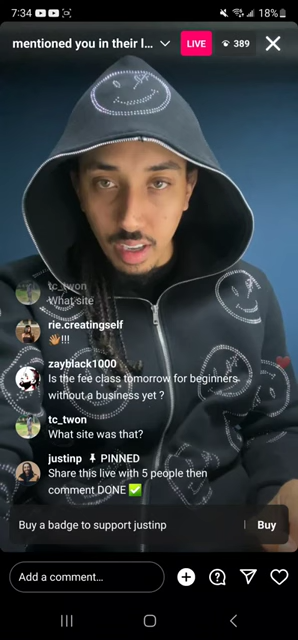 7:34
18%
mentioned you in their l...
LIVE
389
tc_twon
What site
rie.creatingself
👋🏽!!!
zayblack1000
Is the fee class tomorrow for beginners
without a business yet ?
tc_twon
What site was that?
justinp 📌 PINNED
Share this live with 5 people then
comment DONE ✅
Buy a badge to support justinp
Buy
Add a comment...